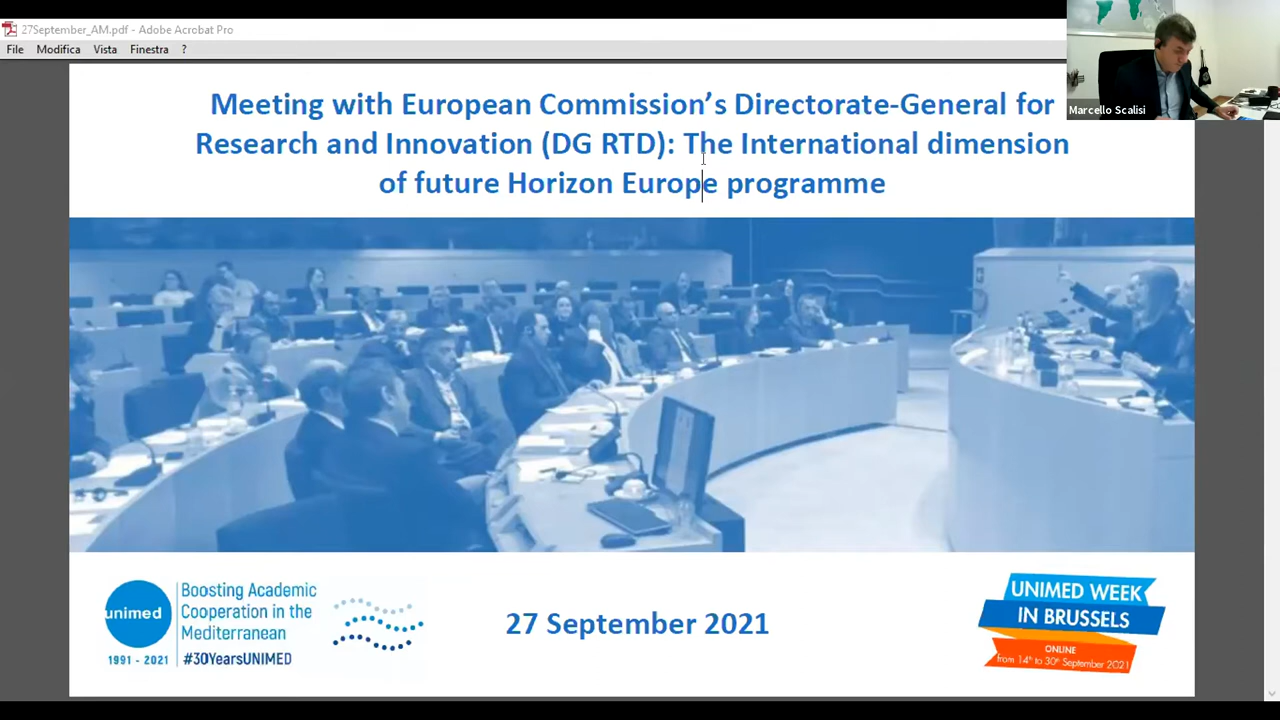 27September_AM.pdf - Adobe Acrobat Pro
File Modifica Vista Finestra ?
Marcello Scalisi
Meeting with European Commission's Directorate-General for
Research and Innovation (DG RTD): The International dimension
of future Horizon Europe programme
unimed
Boosting Academic
Cooperation in the
Mediterranean
1991 - 2021
#30YearsUNIMED
27 September 2021
UNIMED WEEK
IN BRUSSELS
ONLINE
from 14th to 30th September 2021